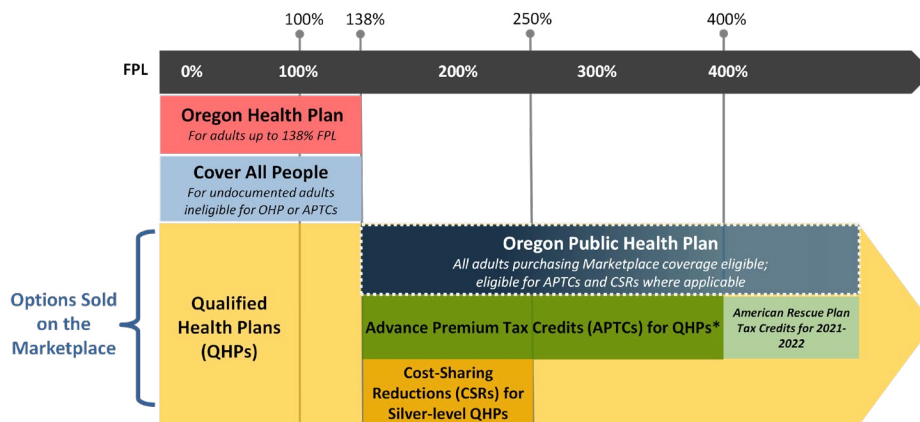 100% 138% 250% 400%
FPL 0% 100% 200% 300% 400%
Oregon Health Plan
For adults up to 138% FPL
Cover All People
For undocumented adults
ineligible for OHP or APTCs
Oregon Public Health Plan
All adults purchasing Marketplace coverage eligible;
eligible for APTCs and CSRs where applicable
Options Sold
on the
Marketplace
Qualified
Health Plans
(QHPs)
Advance Premium Tax Credits (APTCs) for QHPs*
American Rescue Plan
Tax Credits for 2021-
2022
Cost-Sharing
Reductions (CSRs) for
Silver-level QHPs